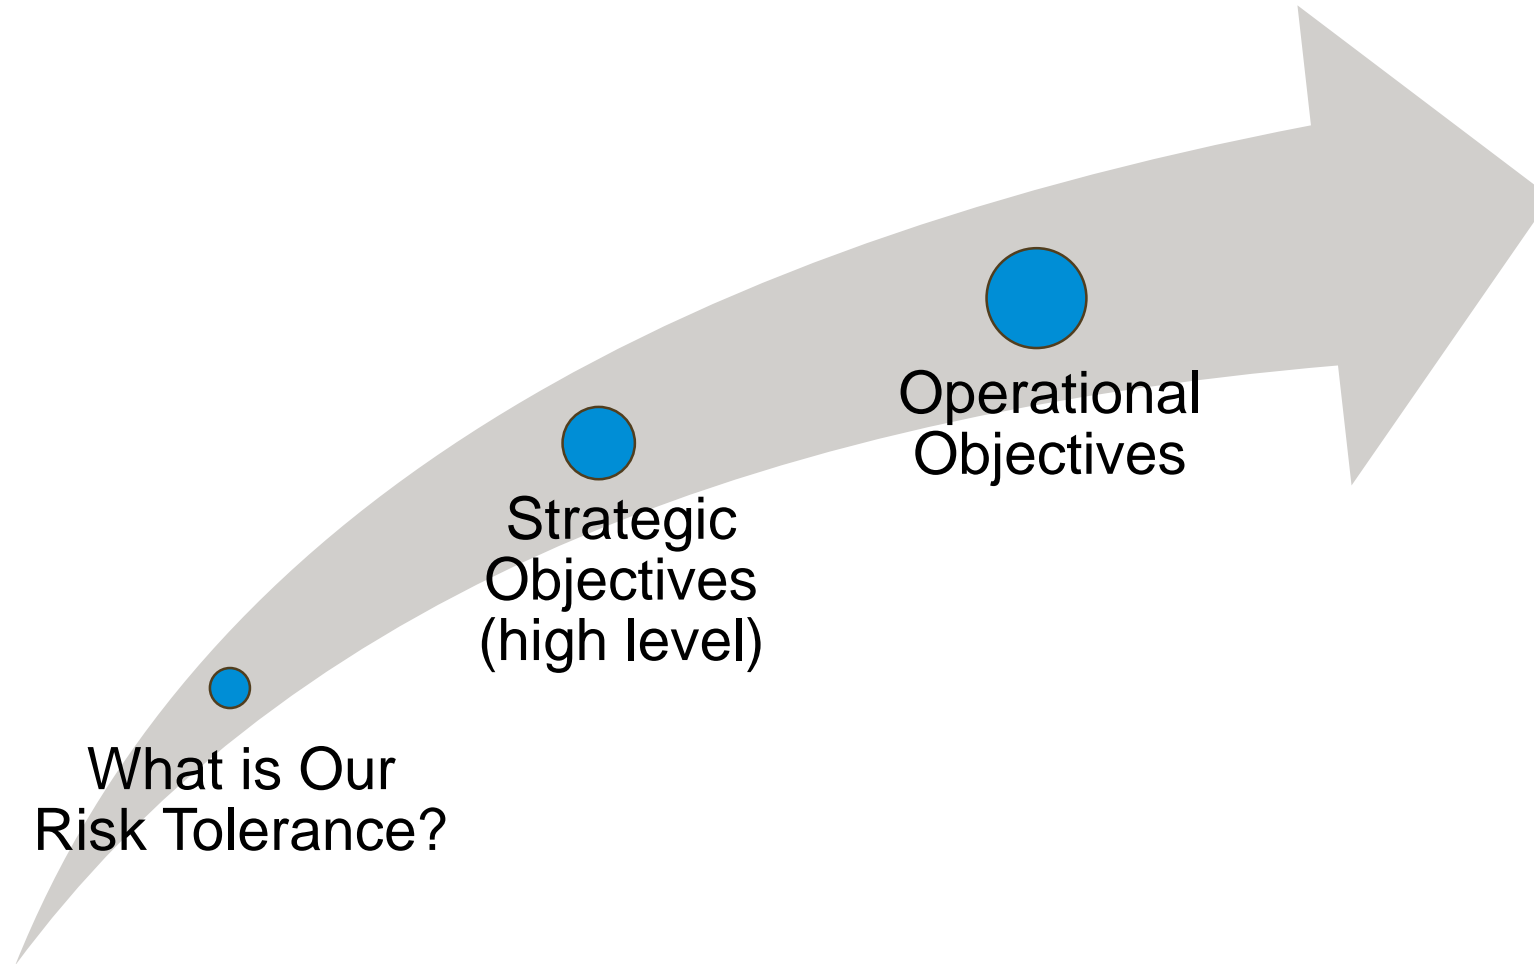 What is Our
Risk Tolerance?
Strategic
Objectives
(high level)
Operational
Objectives